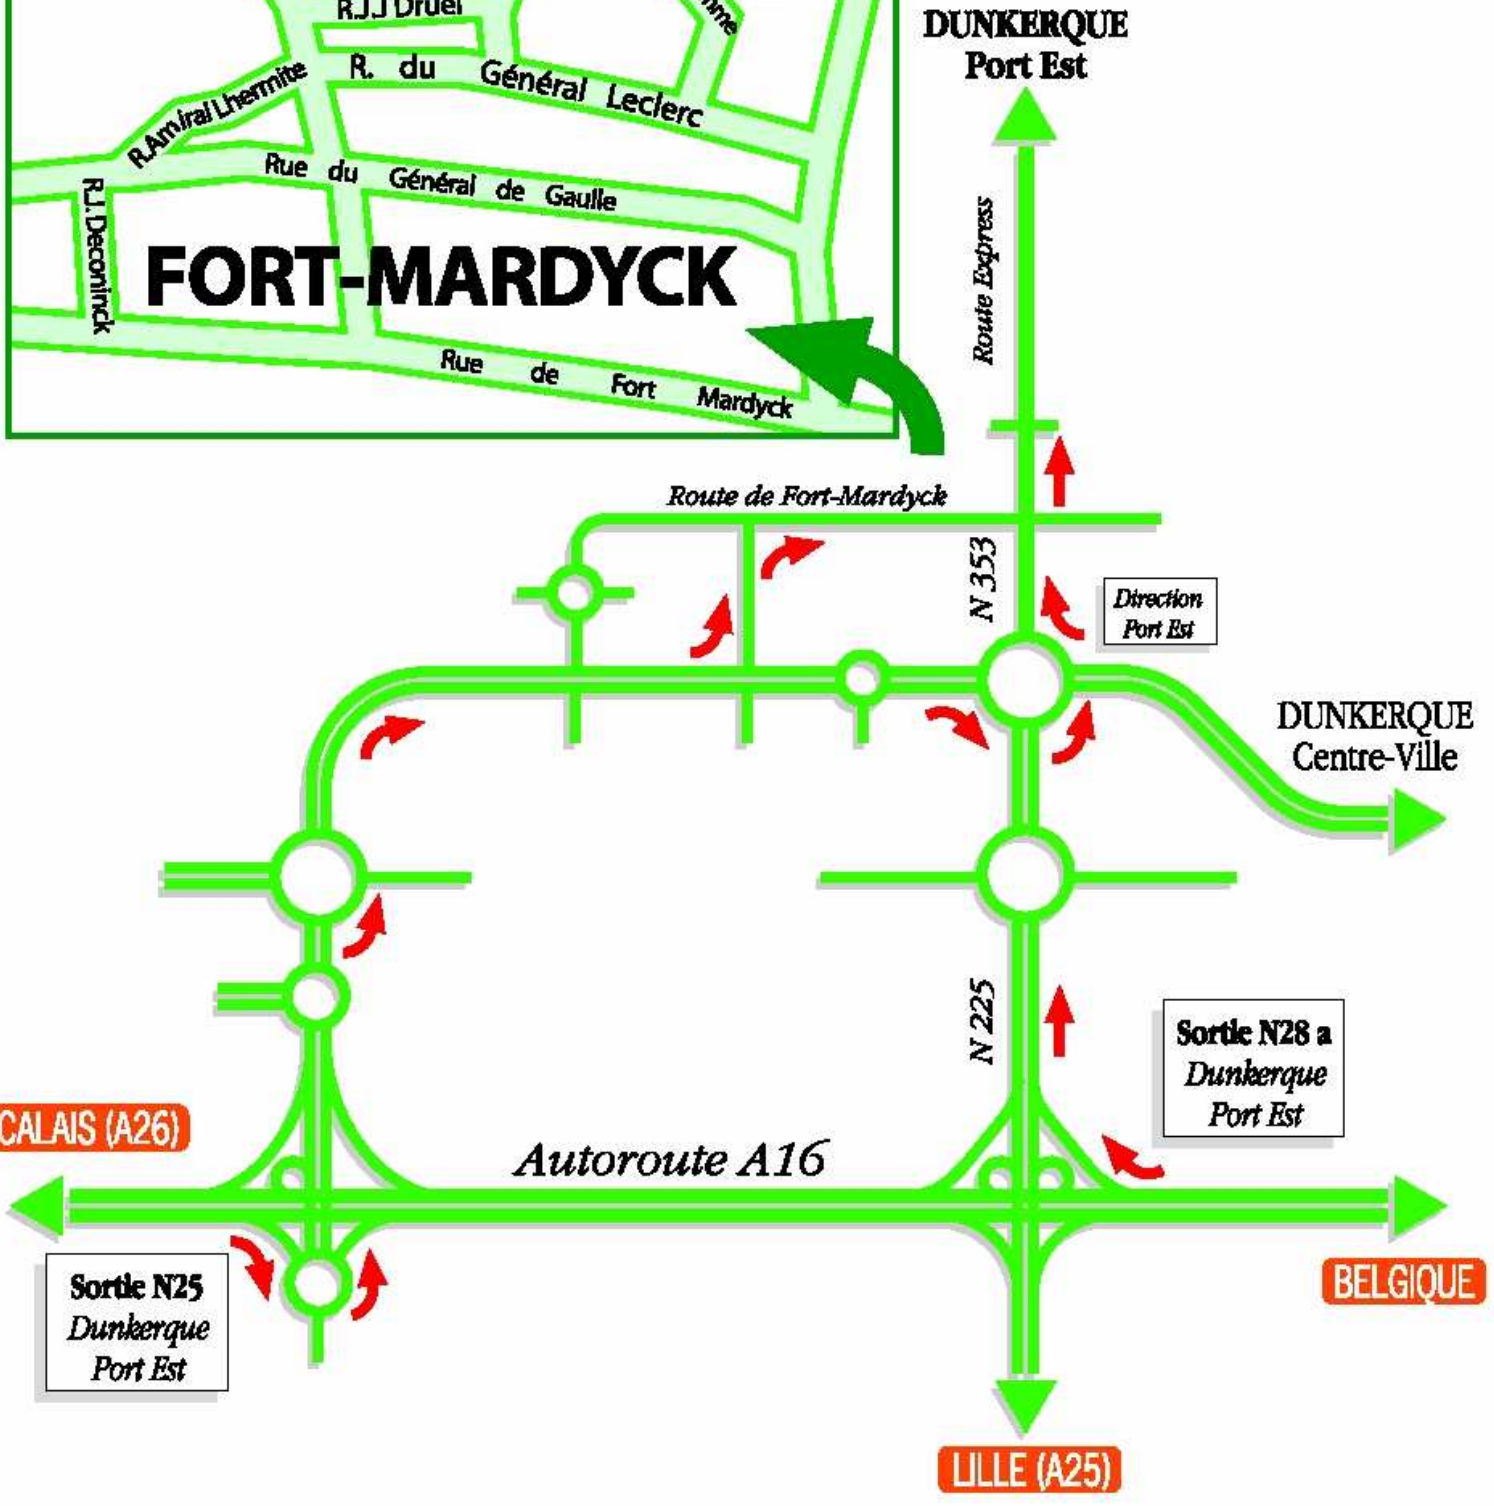 R.J.J Druel
R. du Général Leclerc
R.Amiral Lhermite
Rue du Général de Gaulle
R.J.Deconinck
FORT-MARDYCK
Rue de Fort Mardyck
DUNKERQUE
Port Est
Route Express
Route de Fort-Mardyck
N 353
Direction
Port Est
DUNKERQUE
Centre-Ville
N 225
Sortie N28 a
Dunkerque
Port Est
CALAIS (A26)
Autoroute A16
Sortie N25
Dunkerque
Port Est
BELGIQUE
LILLE (A25)